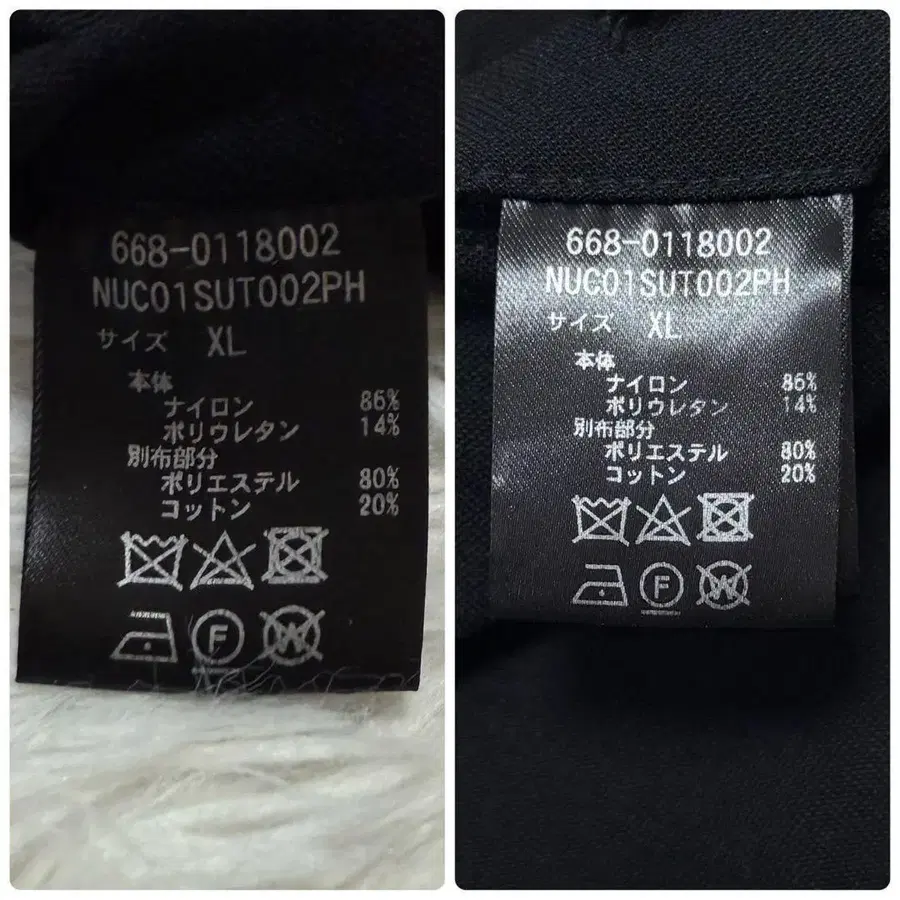 668-0118002
NUC01SUT002PH
サイズ XL
本体
ナイロン 86%
ポリウレタン 14%
別布部分
ポリエステル 80%
コットン 20%
F W
668-0118002
NUC01SUT002PH
サイズ XL
本体
ナイロン 86%
ポリウレタン 14%
別布部分
ポリエステル 80%
コットン 20%
F W